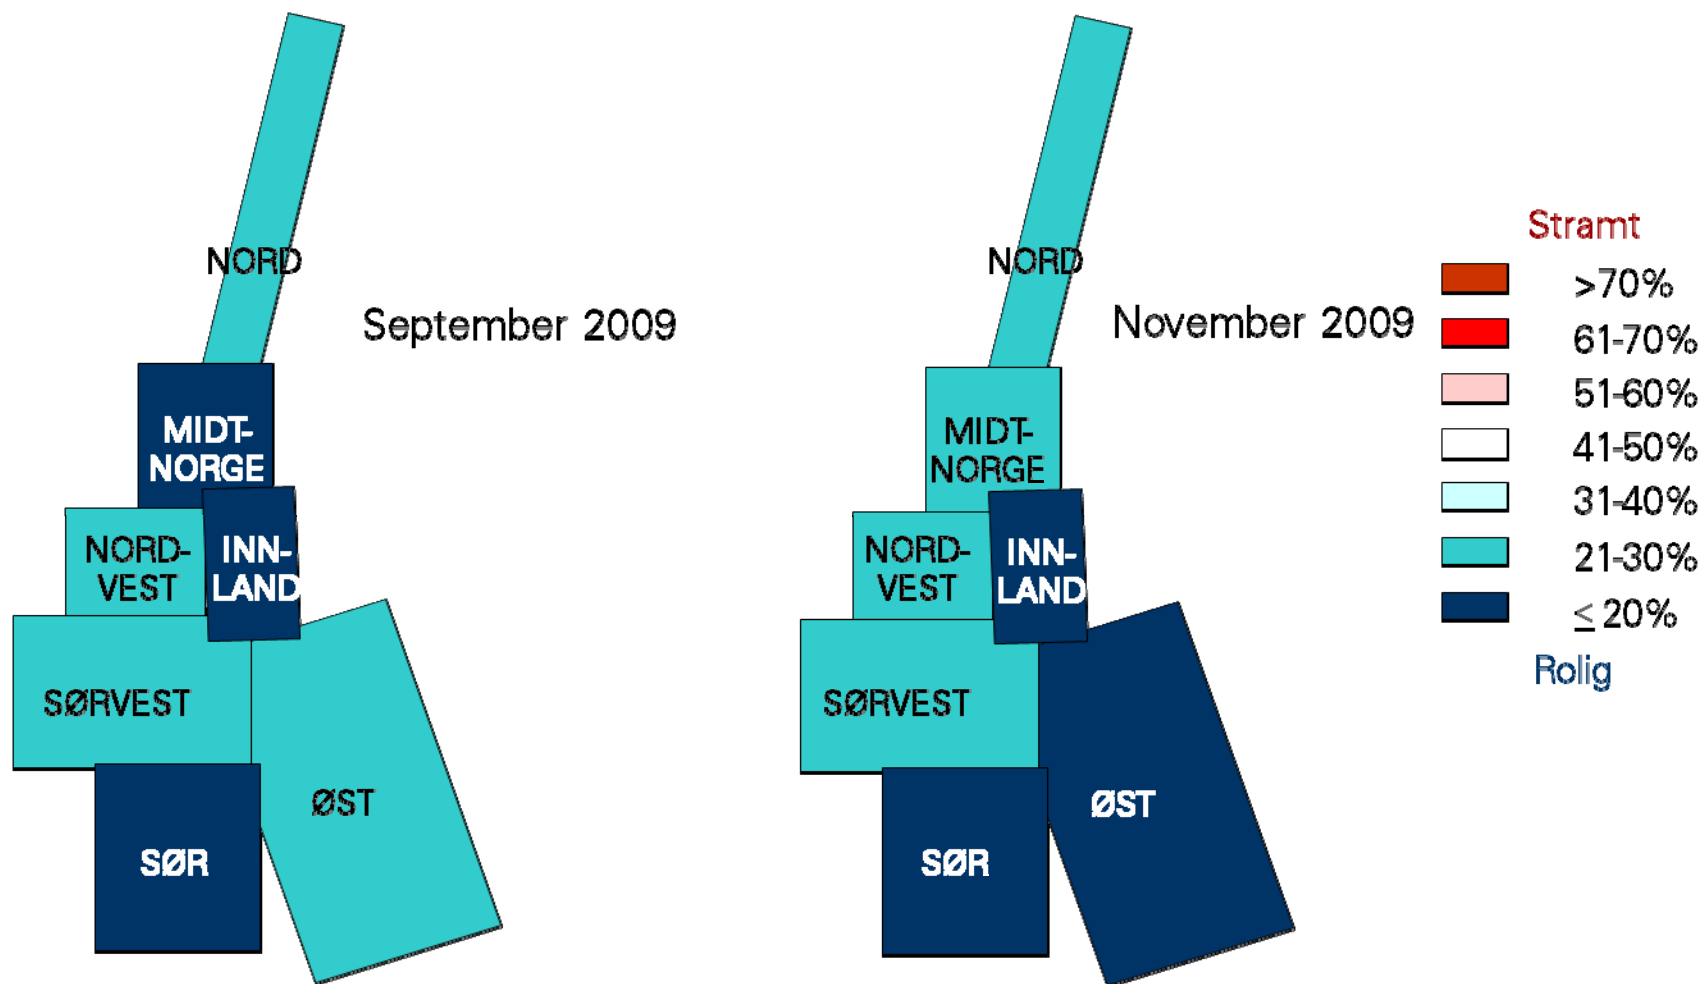 NORD
September 2009
MIDT-
NORGE
NORD-
VEST
INN-
LAND
SØRVEST
ØST
SØR
NORD
November 2009
MIDT-
NORGE
NORD-
VEST
INN-
LAND
SØRVEST
ØST
SØR
Stramt
>70%
61-70%
51-60%
41-50%
31-40%
21-30%
≤ 20%
Rolig